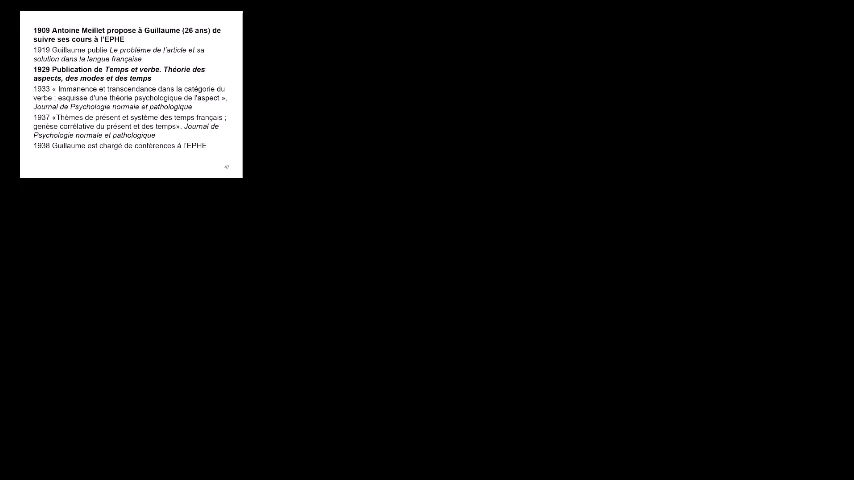 1909 Antoine Meillet propose à Guillaume (26 ans) de
suivre ses cours à l'EPHE
1919 Guillaume publie Le problème de l'article et sa
solution dans la langue française
1929 Publication de Temps et verbe. Théorie des
aspects, des modes et des temps
1933 « Immanence et transcendance dans la catégorie du
verbe : esquisse d'une théorie psychologique de l'aspect »,
Journal de Psychologie normale et pathologique
1937 «Thèmes de présent et système des temps français ;
genèse corrélative du présent et des temps». Journal de
Psychologie normale et pathologique
1938 Guillaume est chargé de conférences à l'EPHE